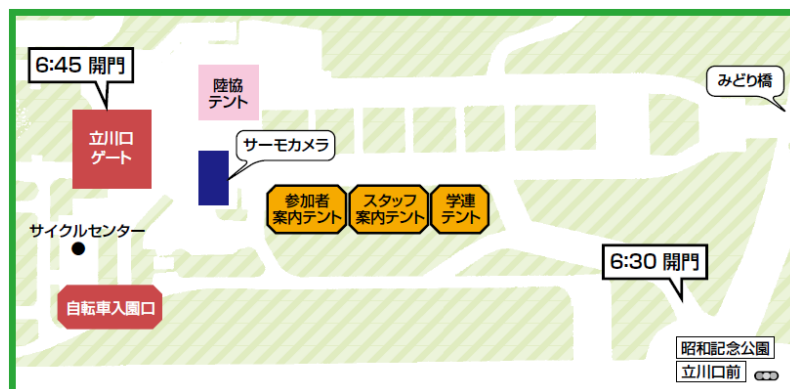 6:45 開門
陸協
テント
みどり橋
立川口
ゲート
サーモカメラ
参加者
案内テント
スタッフ
案内テント
学連
テント
サイクルセンター
6:30 開門
自転車入園口
昭和記念公園
立川口前